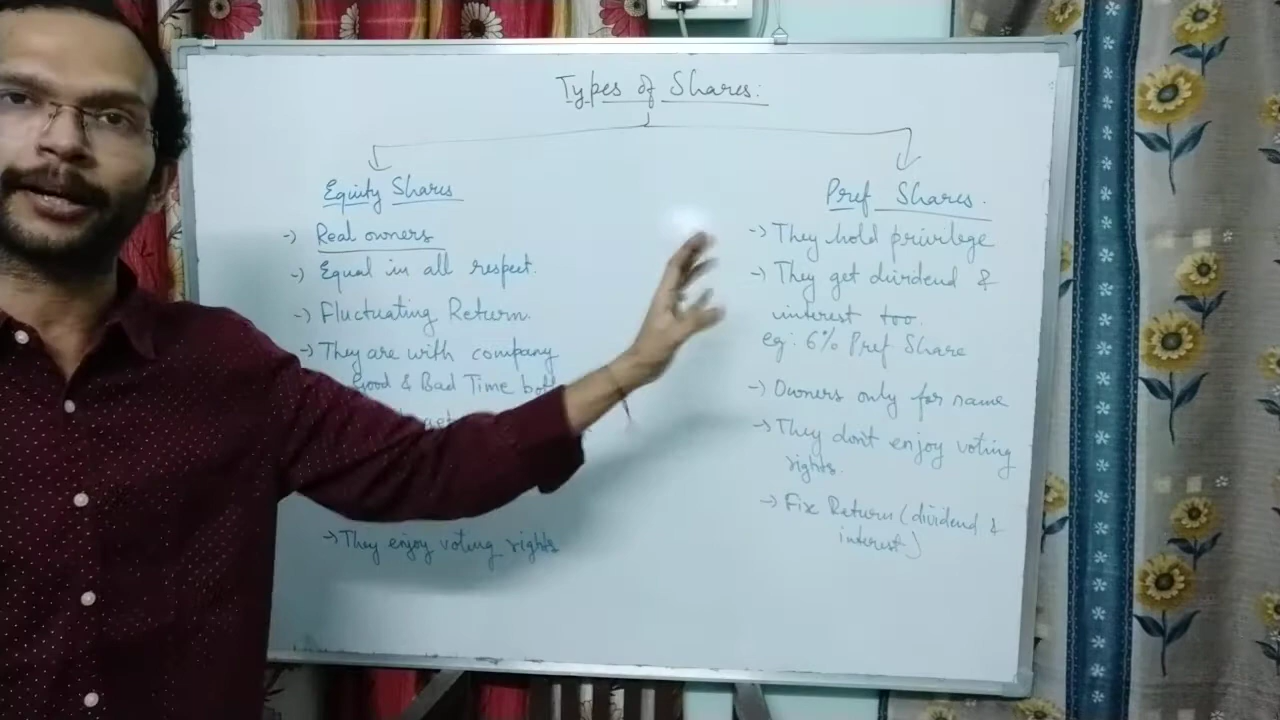 Types of Shares:
Equity Shares
-) Real owners
-) Equal in all respect.
-) Fluctuating Return.
-) They are with company
Good & Bad Time
-> They enjoy voting rights
Pref Shares.
-> They hold privilege
-> They get dividend &
interest too.
eg: 6% Pref Share
-> Owners only for name
-> They don't enjoy voting
rights.
-> Fix Return (dividend &
interest)